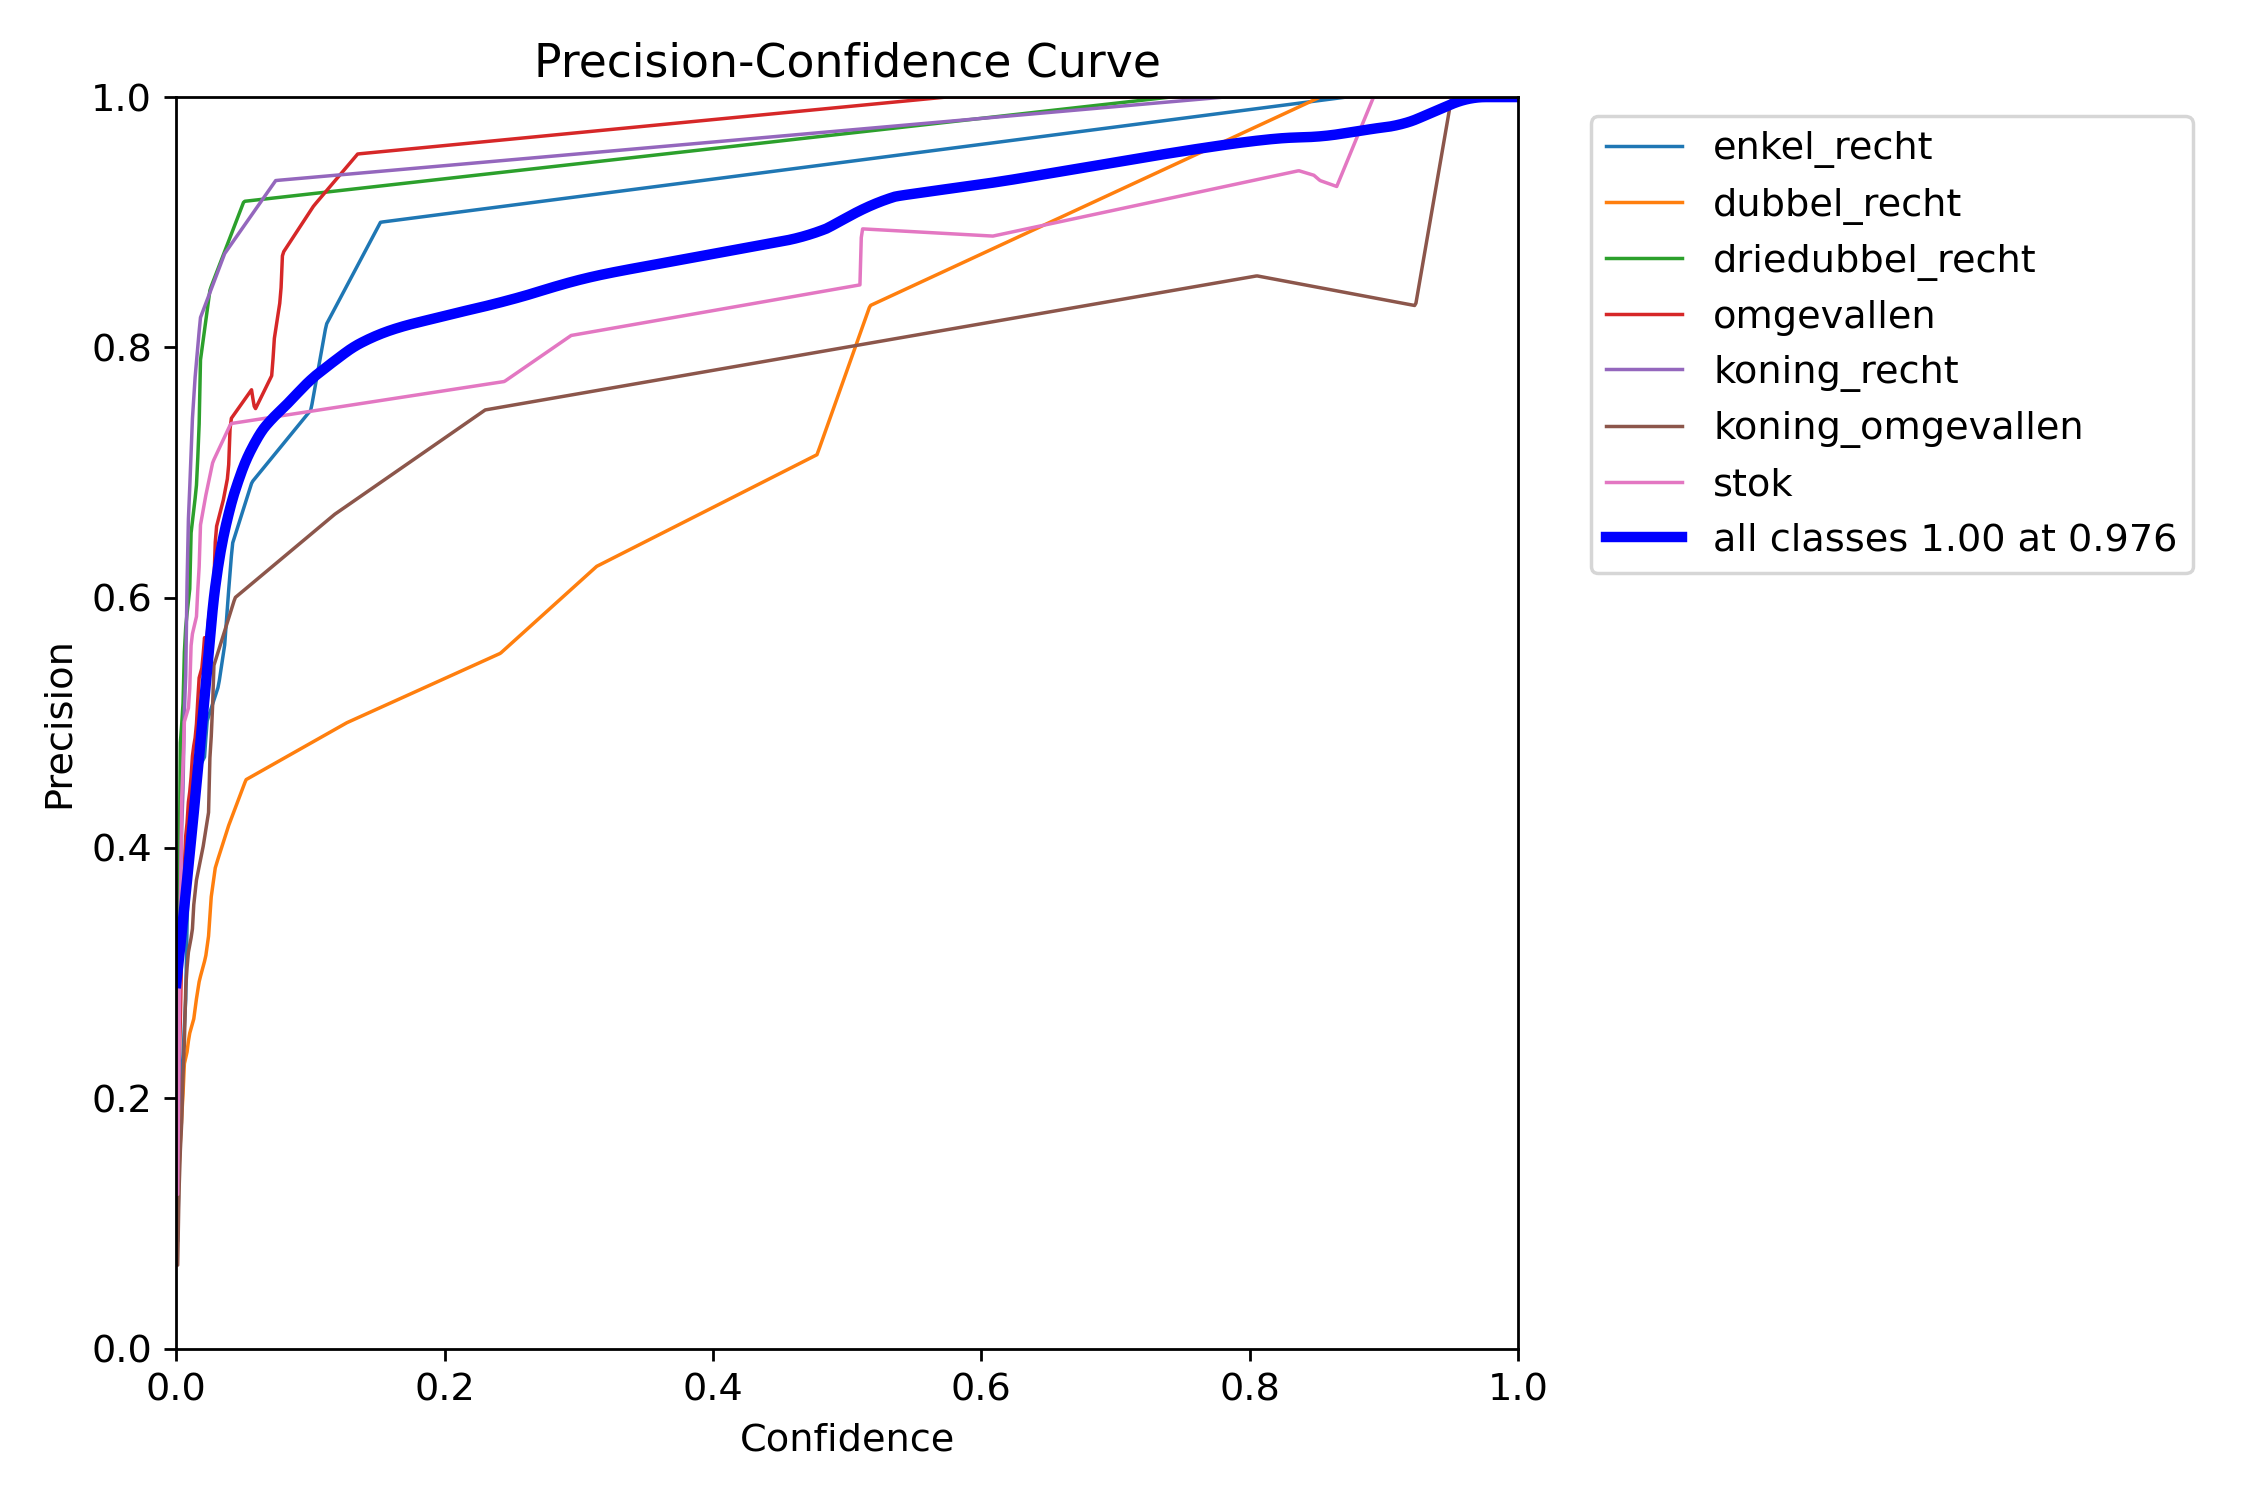 Precision-Confidence Curve
1.0
0.8
0.6
0.4
0.2
0.0
Precision
0.0 0.2 0.4 0.6 0.8 1.0
Confidence
enkel_recht
dubbel_recht
driedubbel_recht
omgevallen
koning_recht
koning_omgevallen
stok
all classes 1.00 at 0.976